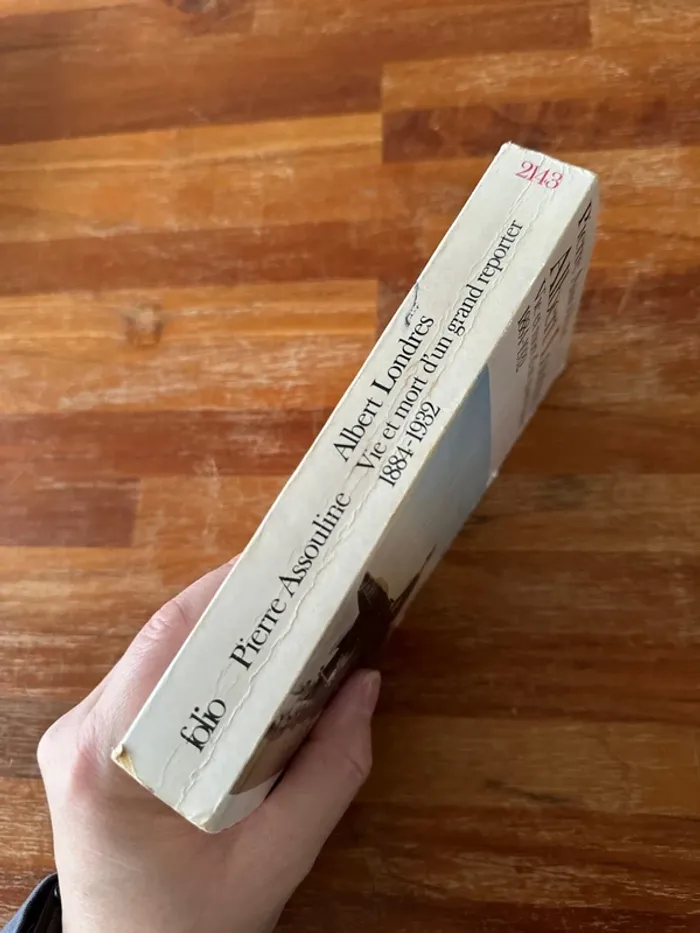 2143
Albert Londres
Vie et mort d'un grand reporter
1884-1932
Pierre Assouline
folio